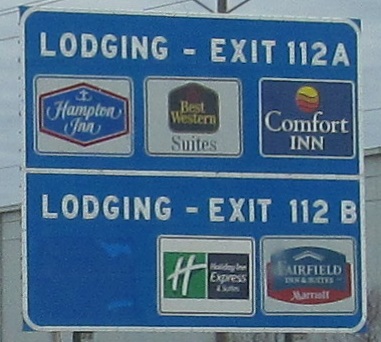 LODGING - EXIT 112A
Hampton
Inn
Best
Western
Suites
Comfort
INN
LODGING - EXIT 112 B
H
Holiday Inn
Express
& Suites
FAIRFIELD
INN & SUITES
Marriott